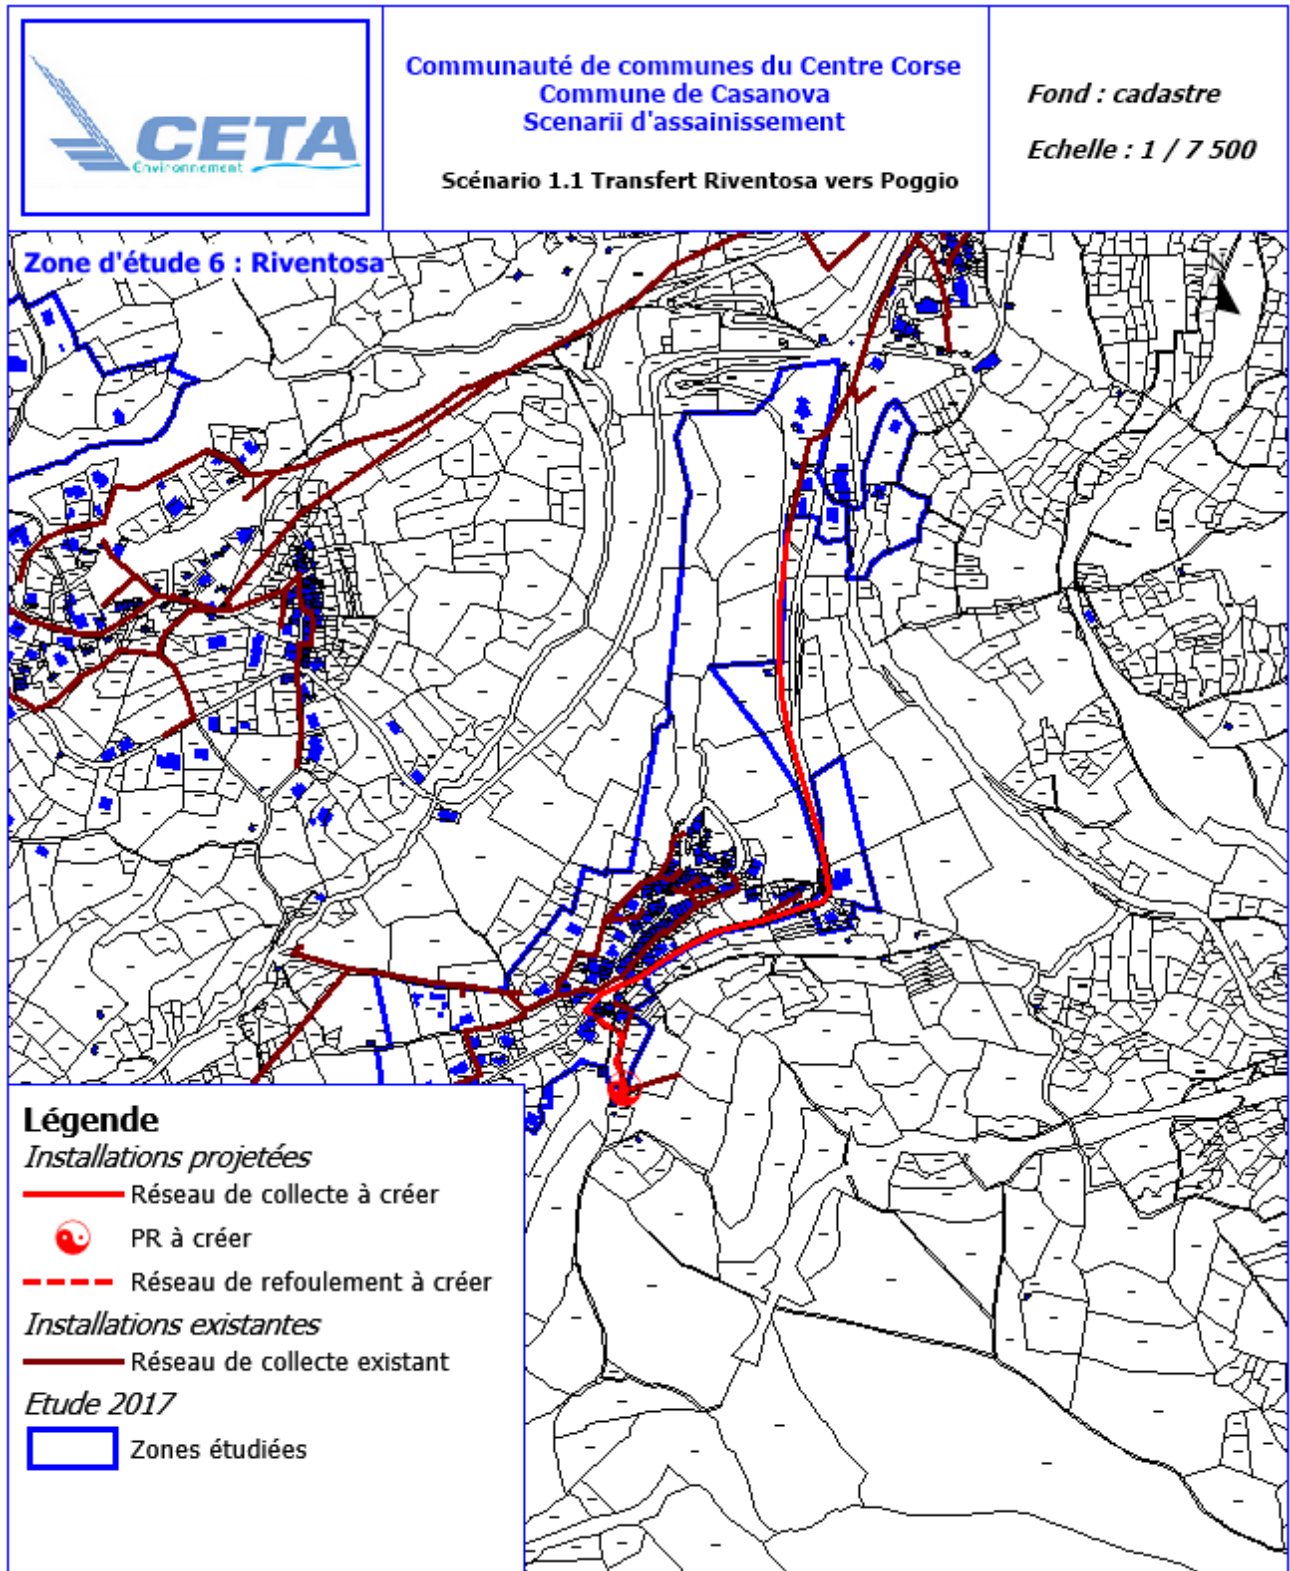 CETA
Environnement
Communauté de communes du Centre Corse
Commune de Casanova
Scenarii d'assainissement
Scénario 1.1 Transfert Riventosa vers Poggio
Fond : cadastre
Echelle : 1 / 7 500
Zone d'étude 6 : Riventosa
N
Légende
Installations projetées
Réseau de collecte à créer
PR à créer
Réseau de refoulement à créer
Installations existantes
Réseau de collecte existant
Etude 2017
Zones étudiées